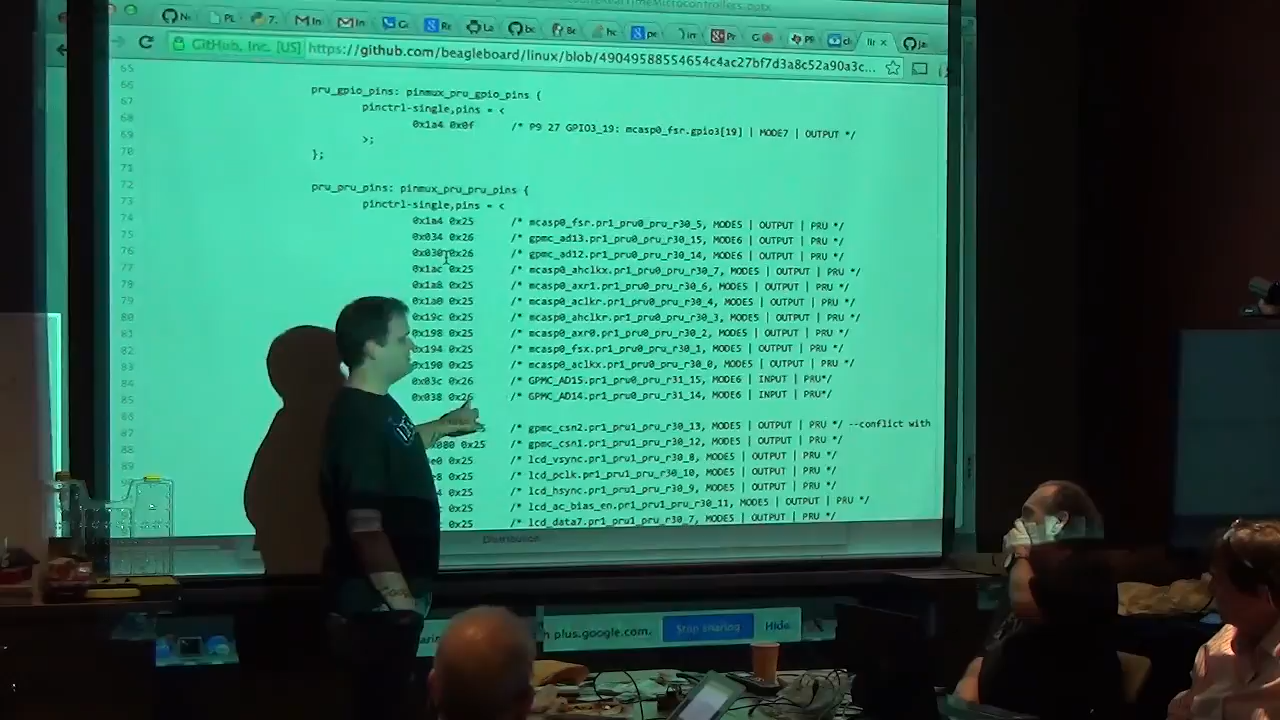 TimeMicrocontrollers.pptx
GitHub, Inc. [US] https://github.com/beagleboard/linux/blob/49049588554654c4ac27bf7d3a8c52a90a3c...
65
66 pru_gpio_pins: pinmux_pru_gpio_pins {
67 pinctrl-single,pins = <
68 0x1a4 0x0f /* P9 27 GPIO3_19: mcasp0_fsr.gpio3[19] | MODE7 | OUTPUT */
69 >;
70 };
71
72 pru_pru_pins: pinmux_pru_pru_pins {
73 pinctrl-single,pins = <
74 0x1a4 0x25 /* mcasp0_fsr.pr1_pru0_pru_r30_5, MODE5 | OUTPUT | PRU */
75 0x034 0x26 /* gpmc_ad13.pr1_pru0_pru_r30_15, MODE6 | OUTPUT | PRU */
76 0x030 0x26 /* gpmc_ad12.pr1_pru0_pru_r30_14, MODE6 | OUTPUT | PRU */
77 0x1ac 0x25 /* mcasp0_ahclkx.pr1_pru0_pru_r30_7, MODE5 | OUTPUT | PRU */
78 0x1a8 0x25 /* mcasp0_axr1.pr1_pru0_pru_r30_6, MODE5 | OUTPUT | PRU */
79 0x1a0 0x25 /* mcasp0_aclkr.pr1_pru0_pru_r30_4, MODE5 | OUTPUT | PRU */
80 0x19c 0x25 /* mcasp0_ahclkr.pr1_pru0_pru_r30_3, MODE5 | OUTPUT | PRU */
81 0x198 0x25 /* mcasp0_axr0.pr1_pru0_pru_r30_2, MODE5 | OUTPUT | PRU */
82 0x194 0x25 /* mcasp0_fsx.pr1_pru0_pru_r30_1, MODE5 | OUTPUT | PRU */
83 0x190 0x25 /* mcasp0_aclkx.pr1_pru0_pru_r30_0, MODE5 | OUTPUT | PRU */
84 0x03c 0x26 /* GPMC_AD15.pr1_pru0_pru_r31_15, MODE6 | INPUT | PRU*/
85 0x038 0x26 /* GPMC_AD14.pr1_pru0_pru_r31_14, MODE6 | INPUT | PRU*/
87 /* gpmc_csn2.pr1_pru1_pru_r30_13, MODE5 | OUTPUT | PRU */ --conflict with
88 0x25 /* gpmc_csn1.pr1_pru1_pru_r30_12, MODE5 | OUTPUT | PRU */
89 0x25 /* lcd_vsync.pr1_pru1_pru_r30_8, MODE5 | OUTPUT | PRU */
0x25 /* lcd_pclk.pr1_pru1_pru_r30_10, MODE5 | OUTPUT | PRU */
0x25 /* lcd_hsync.pr1_pru1_pru_r30_9, MODE5 | OUTPUT | PRU */
0x25 /* lcd_ac_bias_en.pr1_pru1_pru_r30_11, MODE5 | OUTPUT | PRU */
0x25 /* lcd_data7.pr1_pru1_pru_r30_7, MODE5 | OUTPUT | PRU */
Distribution
plus.google.com. Stop sharing Hide